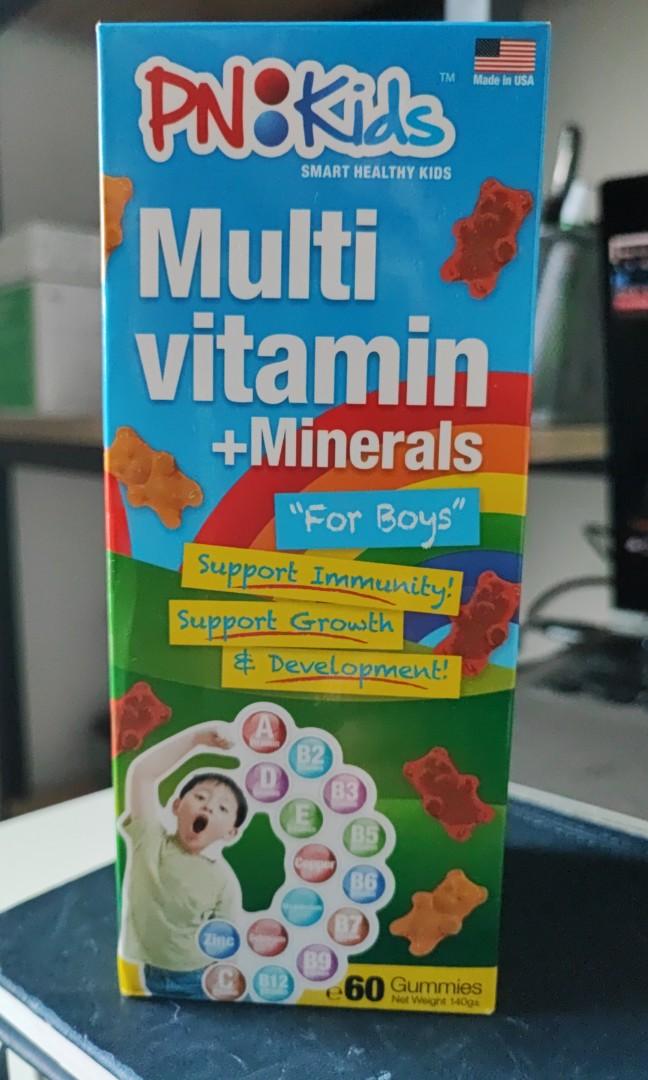 PN Kids
TM
Made in USA
SMART HEALTHY KIDS
Multi
vitamin
+Minerals
"For Boys"
Support Immunity!
Support Growth
& Development!
A
B2
D
B3
E
B5
Copper
B6
B7
Zinc
B9
C
B12
e60 Gummies
Net Weight 140gs